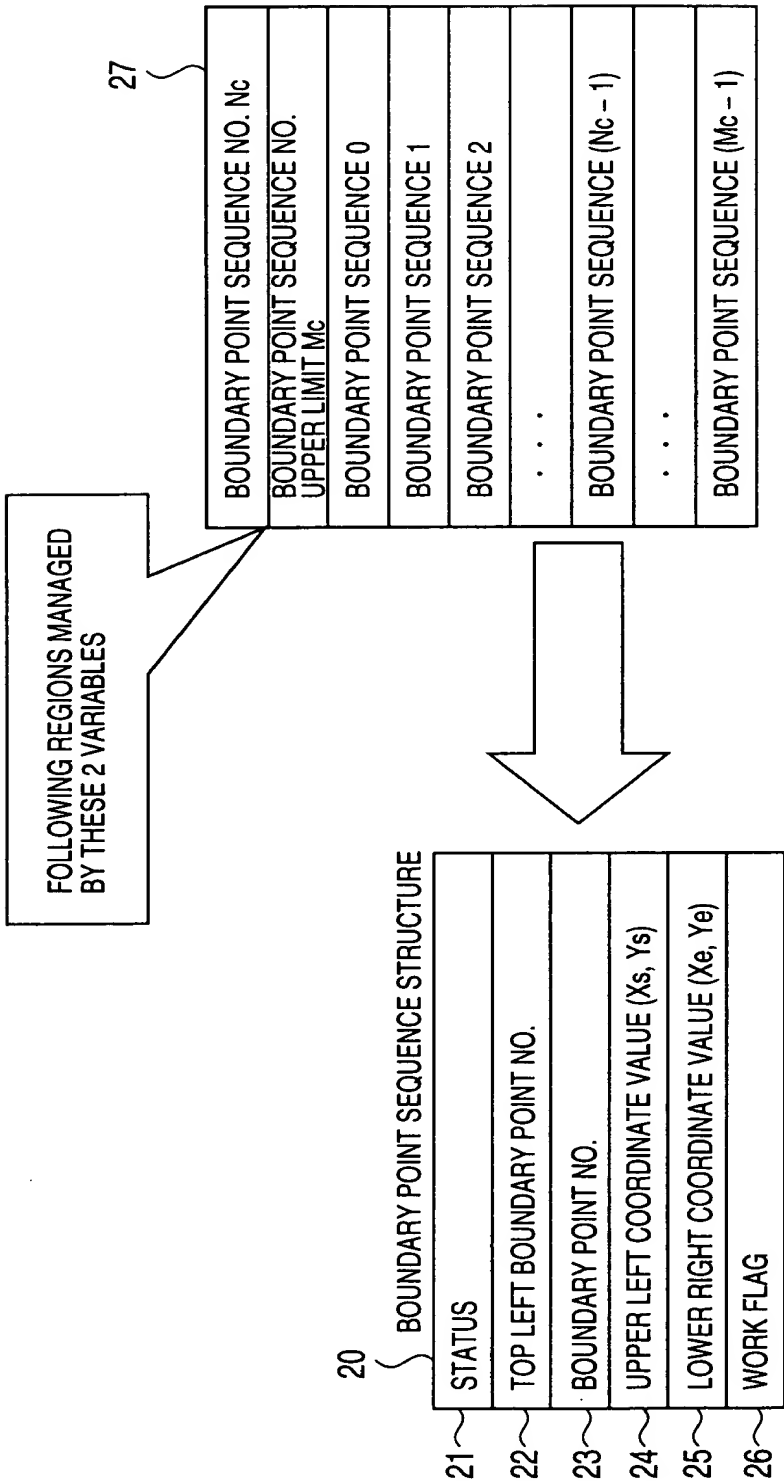 FOLLOWING REGIONS MANAGED
BY THESE 2 VARIABLES
27
BOUNDARY POINT SEQUENCE NO. Nc
BOUNDARY POINT SEQUENCE NO.
UPPER LIMIT Mc
BOUNDARY POINT SEQUENCE 0
BOUNDARY POINT SEQUENCE 1
BOUNDARY POINT SEQUENCE 2
. . .
BOUNDARY POINT SEQUENCE (Nc – 1)
. . .
BOUNDARY POINT SEQUENCE (Mc – 1)
BOUNDARY POINT SEQUENCE STRUCTURE
20
21 STATUS
22 TOP LEFT BOUNDARY POINT NO.
23 BOUNDARY POINT NO.
24 UPPER LEFT COORDINATE VALUE (Xs, Ys)
25 LOWER RIGHT COORDINATE VALUE (Xe, Ye)
26 WORK FLAG